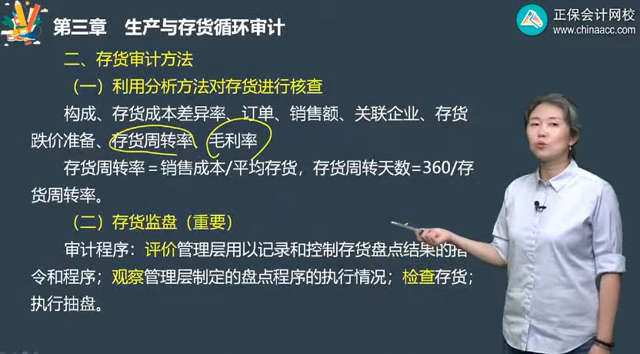 第三章 生产与存货循环审计
正保会计网校
www.chinaacc.com
二、存货审计方法
（一）利用分析方法对存货进行核查
构成、存货成本差异率、订单、销售额、关联企业、存货
跌价准备、存货周转率、毛利率
存货周转率＝销售成本/平均存货，存货周转天数=360/存
货周转率。
（二）存货监盘（重要）
审计程序：评价管理层用以记录和控制存货盘点结果的指
令和程序；观察管理层制定的盘点程序的执行情况；检查存货；
执行抽盘。